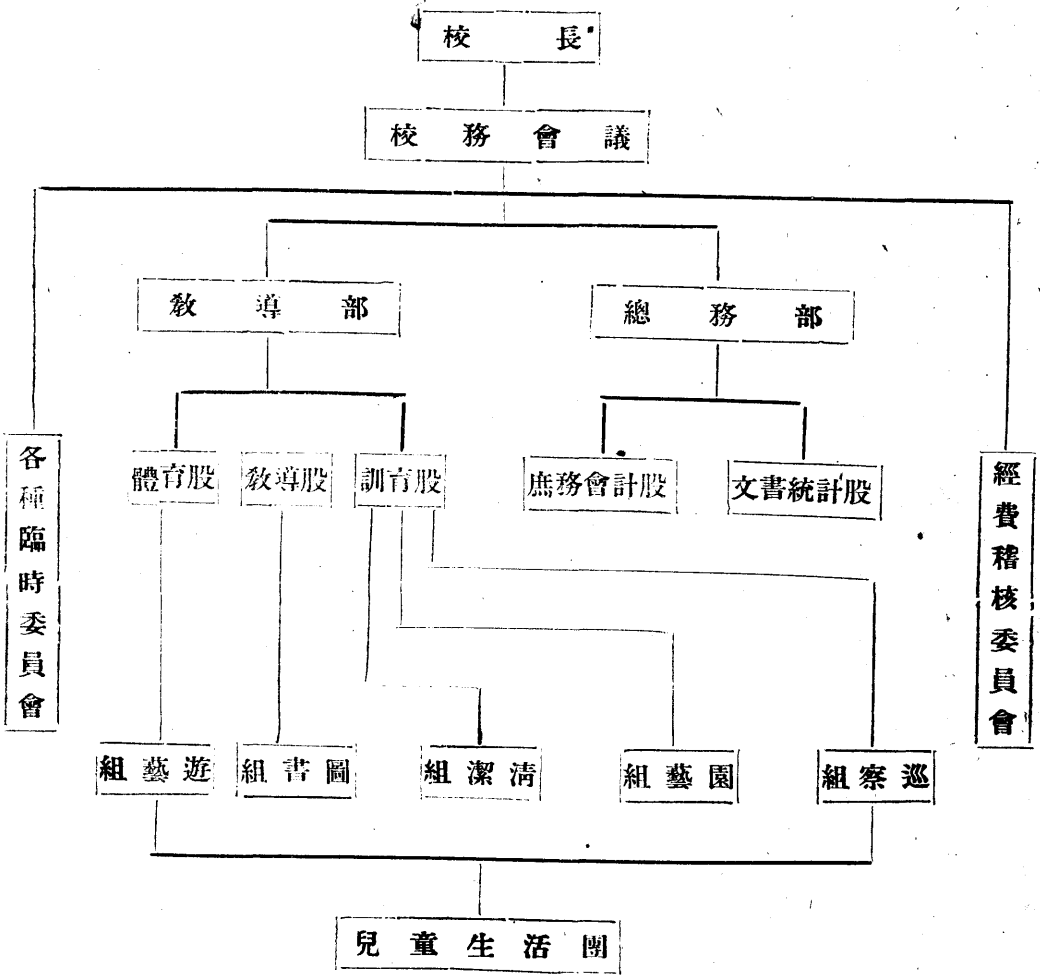 校長
校務會議
教導部
總務部
各種臨時委員會
體育股
教導股
訓育股
庶務會計股
文書統計股
經費稽核委員會
遊藝組
圖書組
清潔組
園藝組
巡察組
兒童生活團